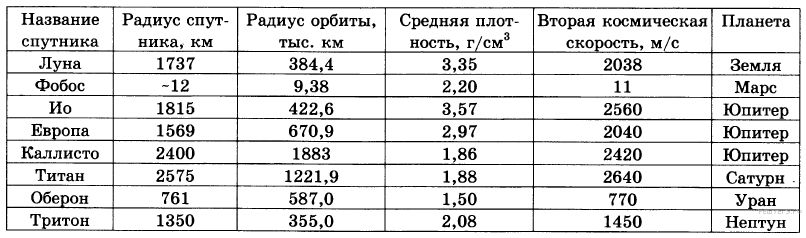 Название спутника Радиус спут-ника, км Радиус орбиты, тыс. км Средняя плот-ность, г/см³ Вторая космическая скорость, м/с Планета
Луна 1737 384,4 3,35 2038 Земля
Фобос ~12 9,38 2,20 11 Марс
Ио 1815 422,6 3,57 2560 Юпитер
Европа 1569 670,9 2,97 2040 Юпитер
Каллисто 2400 1883 1,86 2420 Юпитер
Титан 2575 1221,9 1,88 2640 Сатурн
Оберон 761 587,0 1,50 770 Уран
Тритон 1350 355,0 2,08 1450 Нептун